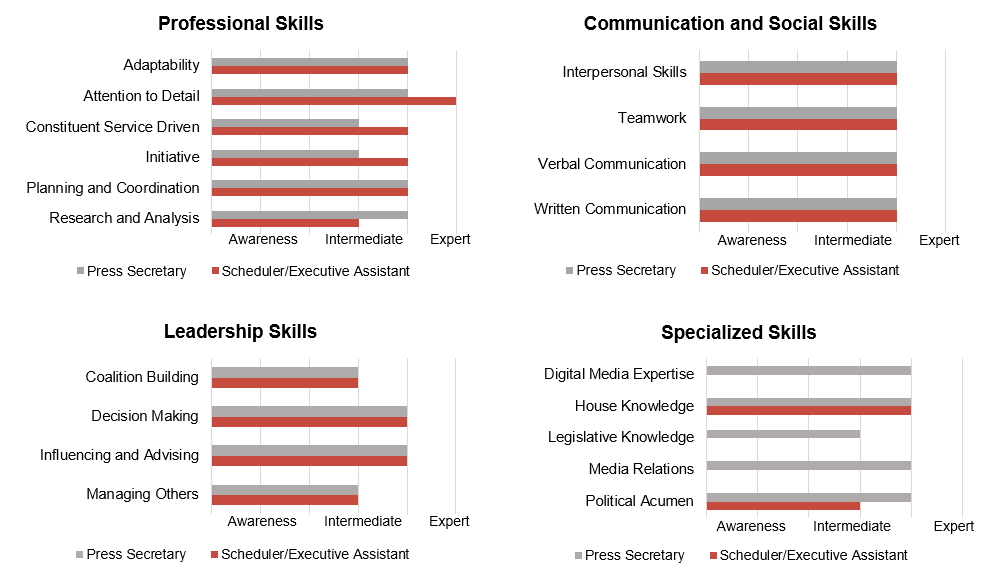 Professional Skills
Adaptability
Attention to Detail
Constituent Service Driven
Initiative
Planning and Coordination
Research and Analysis
Awareness Intermediate Expert
Press Secretary Scheduler/Executive Assistant
Communication and Social Skills
Interpersonal Skills
Teamwork
Verbal Communication
Written Communication
Awareness Intermediate Expert
Press Secretary Scheduler/Executive Assistant
Leadership Skills
Coalition Building
Decision Making
Influencing and Advising
Managing Others
Awareness Intermediate Expert
Press Secretary Scheduler/Executive Assistant
Specialized Skills
Digital Media Expertise
House Knowledge
Legislative Knowledge
Media Relations
Political Acumen
Awareness Intermediate Expert
Press Secretary Scheduler/Executive Assistant